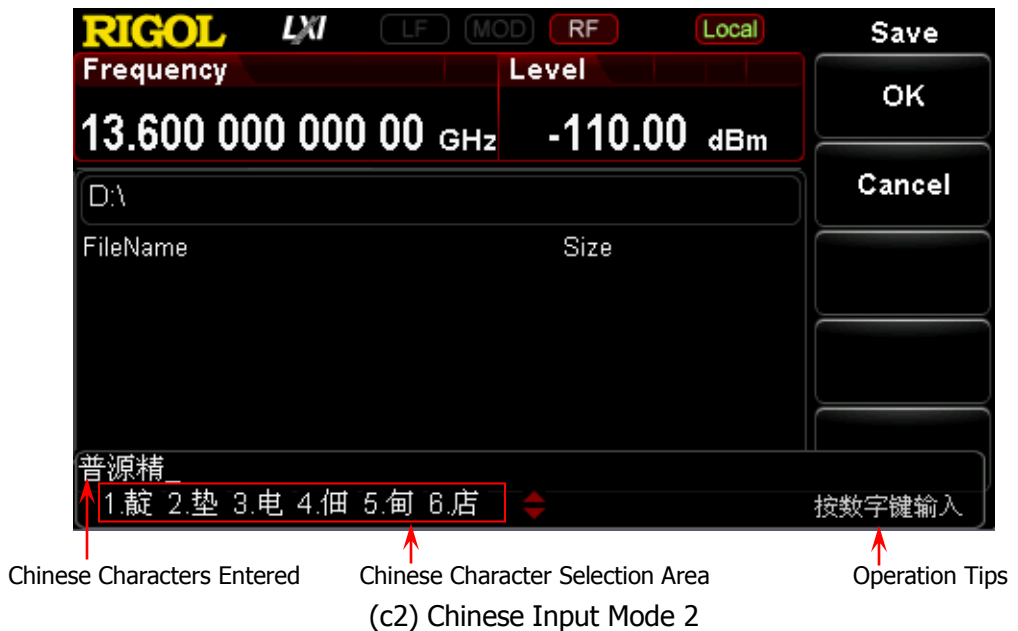 RIGOL LXI LF MOD RF Local Save
Frequency Level
OK
13.600 000 000 00 GHz -110.00 dBm
Cancel
D:\
FileName Size
普源精_
1.靛 2.垫 3.电 4.佃 5.甸 6.店
按数字键输入
Chinese Characters Entered Chinese Character Selection Area Operation Tips
(c2) Chinese Input Mode 2